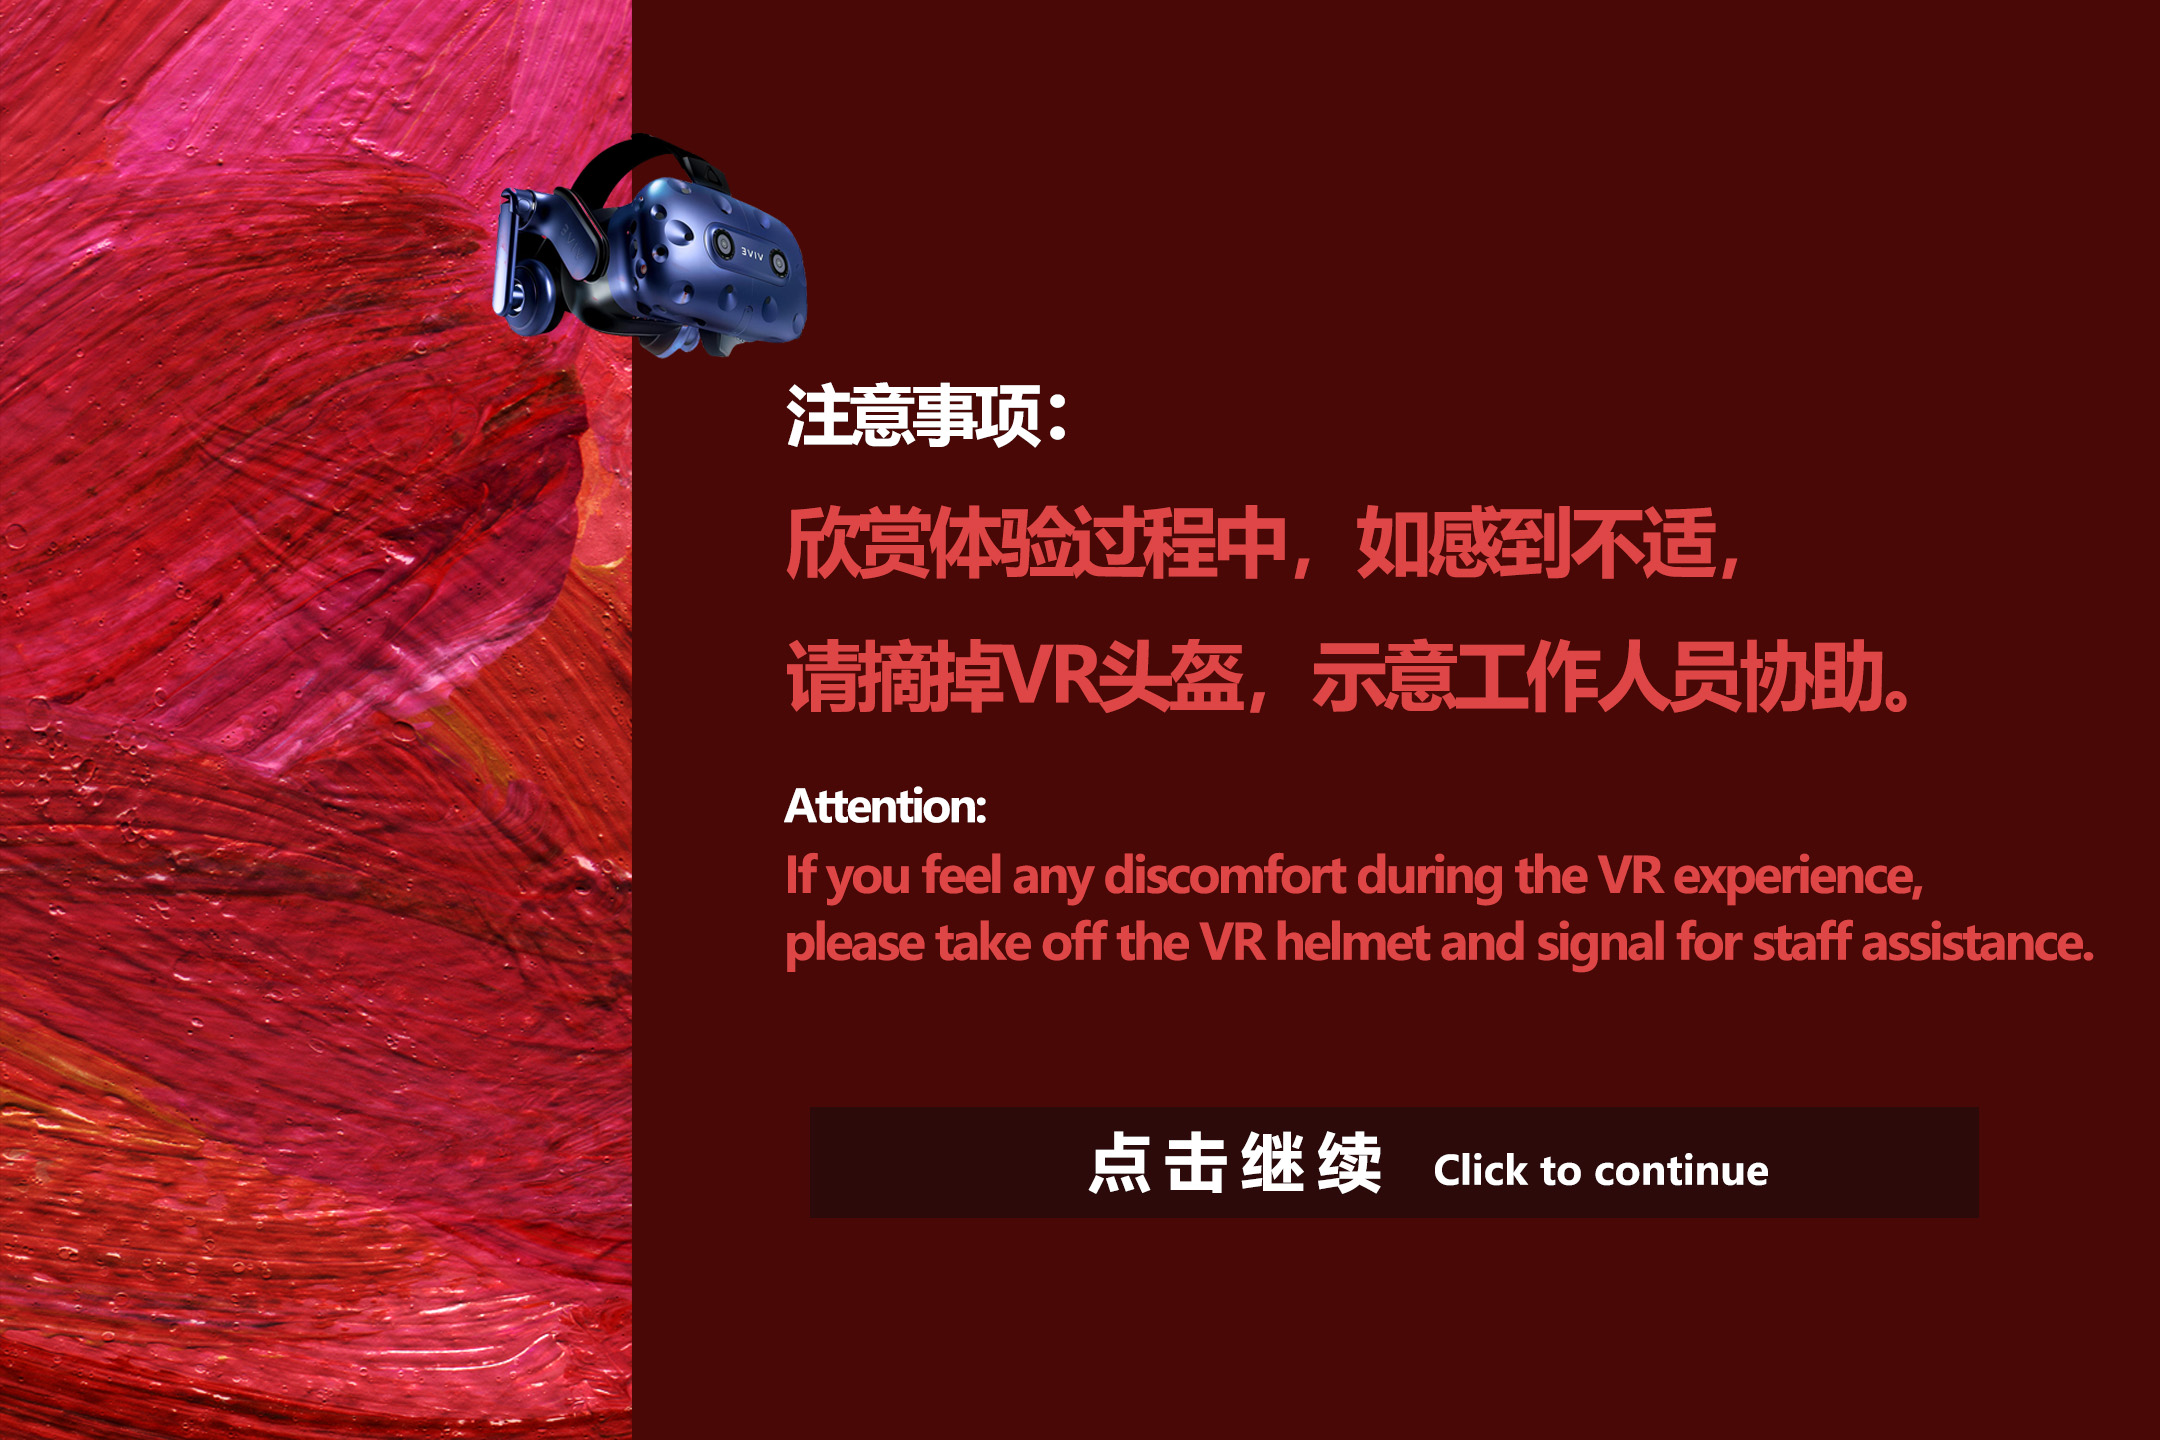 3VIV
注意事项：
欣赏体验过程中，如感到不适，
请摘掉VR头盔，示意工作人员协助。
Attention:
If you feel any discomfort during the VR experience,
please take off the VR helmet and signal for staff assistance.
点击继续 Click to continue